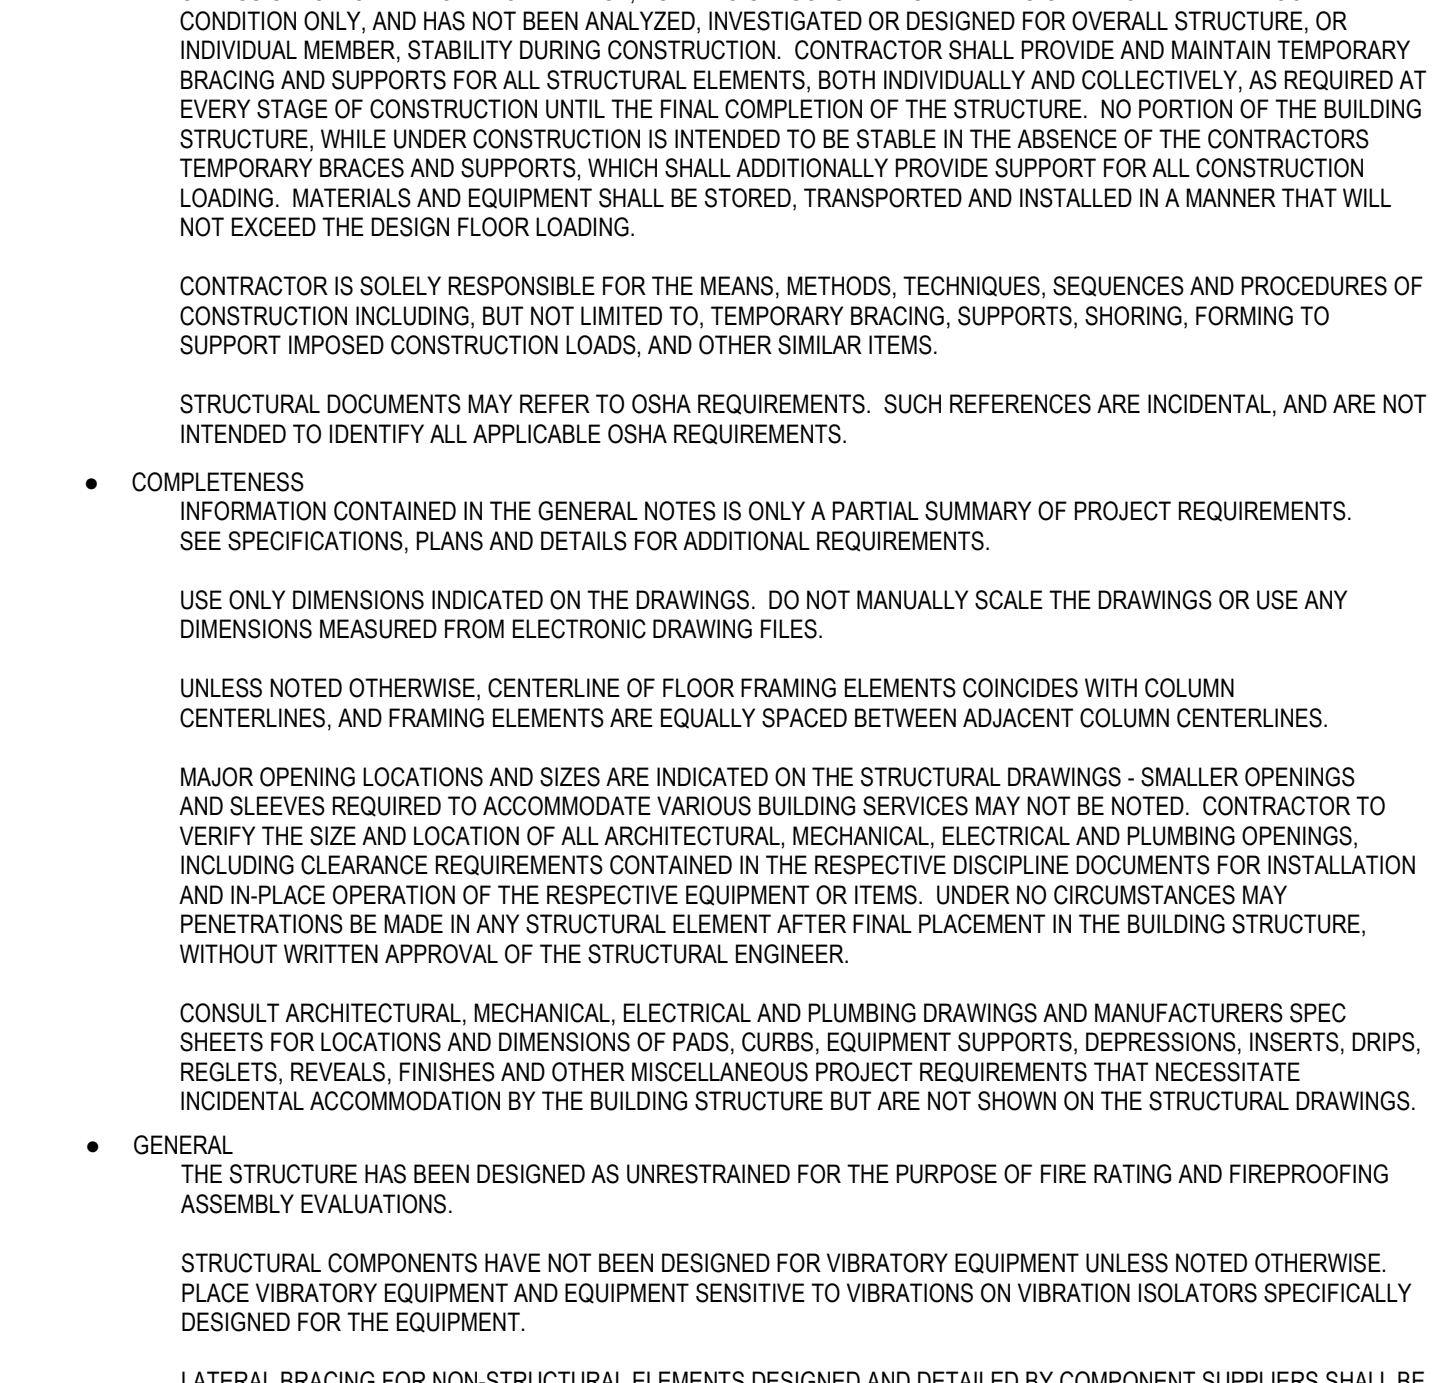 CONDITION ONLY, AND HAS NOT BEEN ANALYZED, INVESTIGATED OR DESIGNED FOR OVERALL STRUCTURE, OR
INDIVIDUAL MEMBER, STABILITY DURING CONSTRUCTION. CONTRACTOR SHALL PROVIDE AND MAINTAIN TEMPORARY
BRACING AND SUPPORTS FOR ALL STRUCTURAL ELEMENTS, BOTH INDIVIDUALLY AND COLLECTIVELY, AS REQUIRED AT
EVERY STAGE OF CONSTRUCTION UNTIL THE FINAL COMPLETION OF THE STRUCTURE. NO PORTION OF THE BUILDING
STRUCTURE, WHILE UNDER CONSTRUCTION IS INTENDED TO BE STABLE IN THE ABSENCE OF THE CONTRACTORS
TEMPORARY BRACES AND SUPPORTS, WHICH SHALL ADDITIONALLY PROVIDE SUPPORT FOR ALL CONSTRUCTION
LOADING. MATERIALS AND EQUIPMENT SHALL BE STORED, TRANSPORTED AND INSTALLED IN A MANNER THAT WILL
NOT EXCEED THE DESIGN FLOOR LOADING.
CONTRACTOR IS SOLELY RESPONSIBLE FOR THE MEANS, METHODS, TECHNIQUES, SEQUENCES AND PROCEDURES OF
CONSTRUCTION INCLUDING, BUT NOT LIMITED TO, TEMPORARY BRACING, SUPPORTS, SHORING, FORMING TO
SUPPORT IMPOSED CONSTRUCTION LOADS, AND OTHER SIMILAR ITEMS.
STRUCTURAL DOCUMENTS MAY REFER TO OSHA REQUIREMENTS. SUCH REFERENCES ARE INCIDENTAL, AND ARE NOT
INTENDED TO IDENTIFY ALL APPLICABLE OSHA REQUIREMENTS.
● COMPLETENESS
INFORMATION CONTAINED IN THE GENERAL NOTES IS ONLY A PARTIAL SUMMARY OF PROJECT REQUIREMENTS.
SEE SPECIFICATIONS, PLANS AND DETAILS FOR ADDITIONAL REQUIREMENTS.
USE ONLY DIMENSIONS INDICATED ON THE DRAWINGS. DO NOT MANUALLY SCALE THE DRAWINGS OR USE ANY
DIMENSIONS MEASURED FROM ELECTRONIC DRAWING FILES.
UNLESS NOTED OTHERWISE, CENTERLINE OF FLOOR FRAMING ELEMENTS COINCIDES WITH COLUMN
CENTERLINES, AND FRAMING ELEMENTS ARE EQUALLY SPACED BETWEEN ADJACENT COLUMN CENTERLINES.
MAJOR OPENING LOCATIONS AND SIZES ARE INDICATED ON THE STRUCTURAL DRAWINGS - SMALLER OPENINGS
AND SLEEVES REQUIRED TO ACCOMMODATE VARIOUS BUILDING SERVICES MAY NOT BE NOTED. CONTRACTOR TO
VERIFY THE SIZE AND LOCATION OF ALL ARCHITECTURAL, MECHANICAL, ELECTRICAL AND PLUMBING OPENINGS,
INCLUDING CLEARANCE REQUIREMENTS CONTAINED IN THE RESPECTIVE DISCIPLINE DOCUMENTS FOR INSTALLATION
AND IN-PLACE OPERATION OF THE RESPECTIVE EQUIPMENT OR ITEMS. UNDER NO CIRCUMSTANCES MAY
PENETRATIONS BE MADE IN ANY STRUCTURAL ELEMENT AFTER FINAL PLACEMENT IN THE BUILDING STRUCTURE,
WITHOUT WRITTEN APPROVAL OF THE STRUCTURAL ENGINEER.
CONSULT ARCHITECTURAL, MECHANICAL, ELECTRICAL AND PLUMBING DRAWINGS AND MANUFACTURERS SPEC
SHEETS FOR LOCATIONS AND DIMENSIONS OF PADS, CURBS, EQUIPMENT SUPPORTS, DEPRESSIONS, INSERTS, DRIPS,
REGLETS, REVEALS, FINISHES AND OTHER MISCELLANEOUS PROJECT REQUIREMENTS THAT NECESSITATE
INCIDENTAL ACCOMMODATION BY THE BUILDING STRUCTURE BUT ARE NOT SHOWN ON THE STRUCTURAL DRAWINGS.
● GENERAL
THE STRUCTURE HAS BEEN DESIGNED AS UNRESTRAINED FOR THE PURPOSE OF FIRE RATING AND FIREPROOFING
ASSEMBLY EVALUATIONS.
STRUCTURAL COMPONENTS HAVE NOT BEEN DESIGNED FOR VIBRATORY EQUIPMENT UNLESS NOTED OTHERWISE.
PLACE VIBRATORY EQUIPMENT AND EQUIPMENT SENSITIVE TO VIBRATIONS ON VIBRATION ISOLATORS SPECIFICALLY
DESIGNED FOR THE EQUIPMENT.
LATERAL BRACING FOR NON-STRUCTURAL ELEMENTS DESIGNED AND DETAILED BY COMPONENT SUPPLIERS SHALL BE